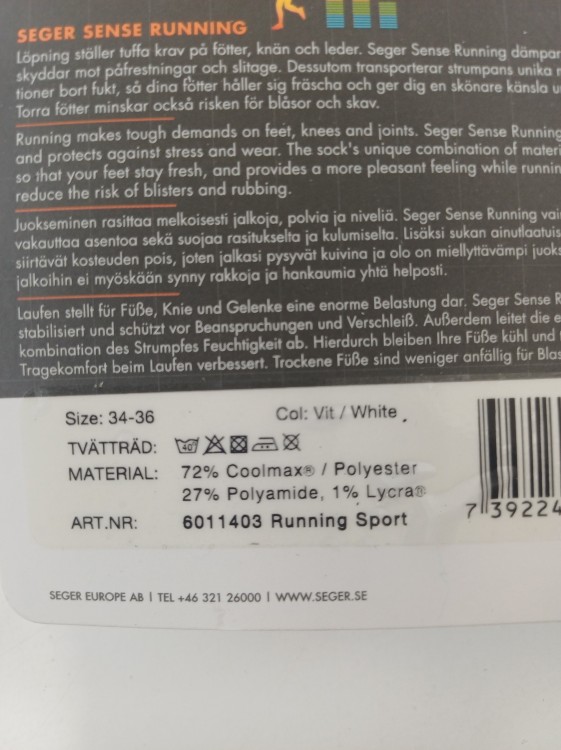 SEGER SENSE RUNNING
Löpning ställer tuffa krav på fötter, knän och leder. Seger Sense Running dämpar
skyddar mot påfrestningar och slitage. Dessutom transporterar strumpans unika
tioner bort fukt, så dina fötter håller sig fräscha och ger dig en skönare känsla
Torra fötter minskar också risken för blåsor och skav.
Running makes tough demands on feet, knees and joints. Seger Sense Running
and protects against stress and wear. The sock's unique combination of
so that your feet stay fresh, and provides a more pleasant feeling while
reduce the risk of blisters and rubbing.
Juokseminen rasittaa melkoisesti jalkoja, polvia ja niveliä. Seger Sense Running
vakauttaa asentoa sekä suojaa rasitukselta ja kulumiselta. Lisäksi sukan
siirtävät kosteuden pois, joten jalkasi pysyvät kuivina ja olo on miellyttävämpi
jalkoihin ei myöskään synny rakkoja ja hankaumia yhtä helposti.
Laufen stellt für Füße, Knie und Gelenke eine enorme Belastung dar. Seger Sense
stabilisiert und schützt vor Beanspruchungen und Verschleiß. Außerdem leitet die
kombination des Strumpfes Feuchtigkeit ab. Hierdurch bleiben Ihre Füße kühl und
Tragekomfort beim Laufen verbessert. Trockene Füße sind weniger anfällig für
Size: 34-36 Col: Vit / White
TVÄTTRÄD: 40°
MATERIAL: 72% Coolmax® / Polyester
27% Polyamide, 1% Lycra®
ART.NR: 6011403 Running Sport
7 39224
SEGER EUROPE AB | TEL +46 321 26000 | WWW.SEGER.SE